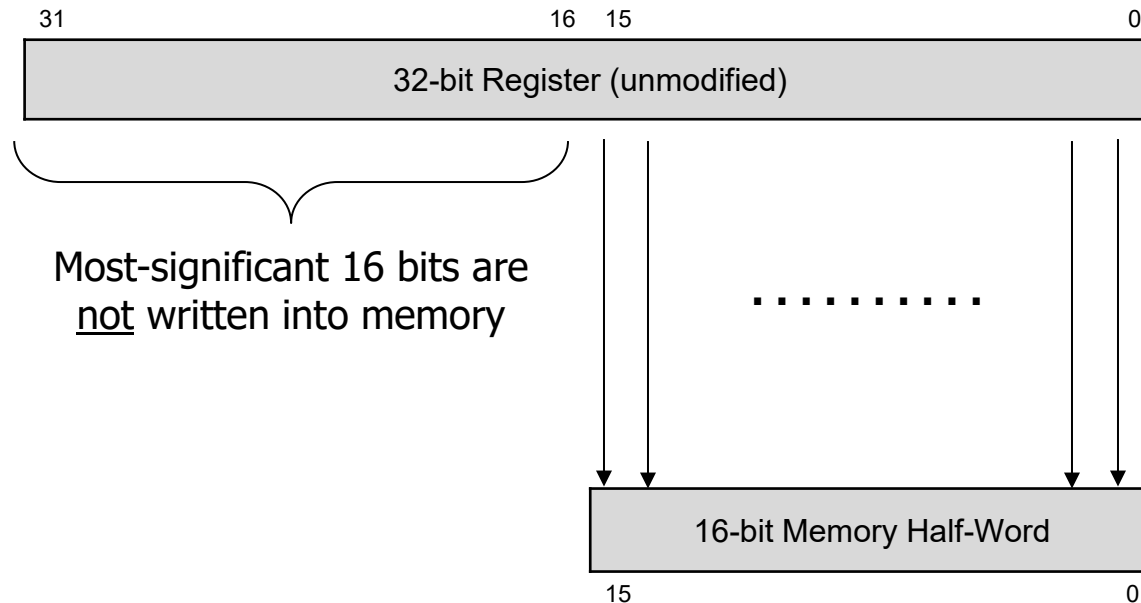 31 16 15 0
32-bit Register (unmodified)
Most-significant 16 bits are
not written into memory
..........
16-bit Memory Half-Word
15 0